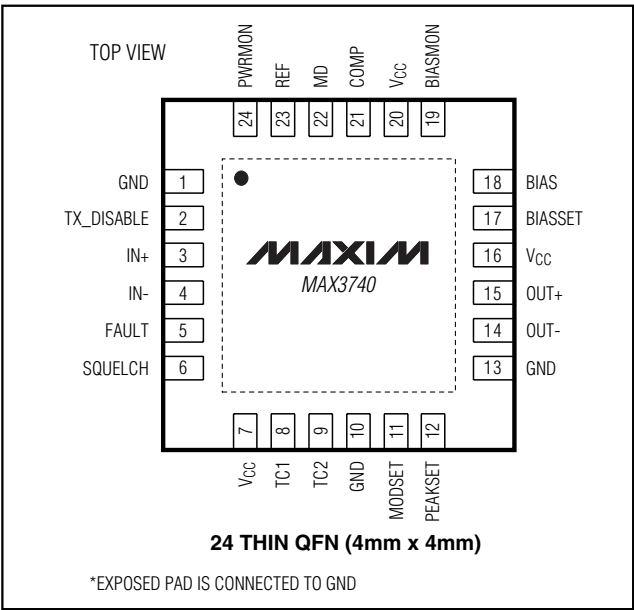 TOP VIEW
PWRMON
REF
MD
COMP
VCC
BIASMON
24
23
22
21
20
19
GND 1
TX_DISABLE 2
IN+ 3
IN- 4
FAULT 5
SQUELCH 6
18 BIAS
17 BIASSET
16 VCC
15 OUT+
14 OUT-
13 GND
MAXIM
MAX3740
7
8
9
10
11
12
VCC
TC1
TC2
GND
MODSET
PEAKSET
24 THIN QFN (4mm x 4mm)
*EXPOSED PAD IS CONNECTED TO GND